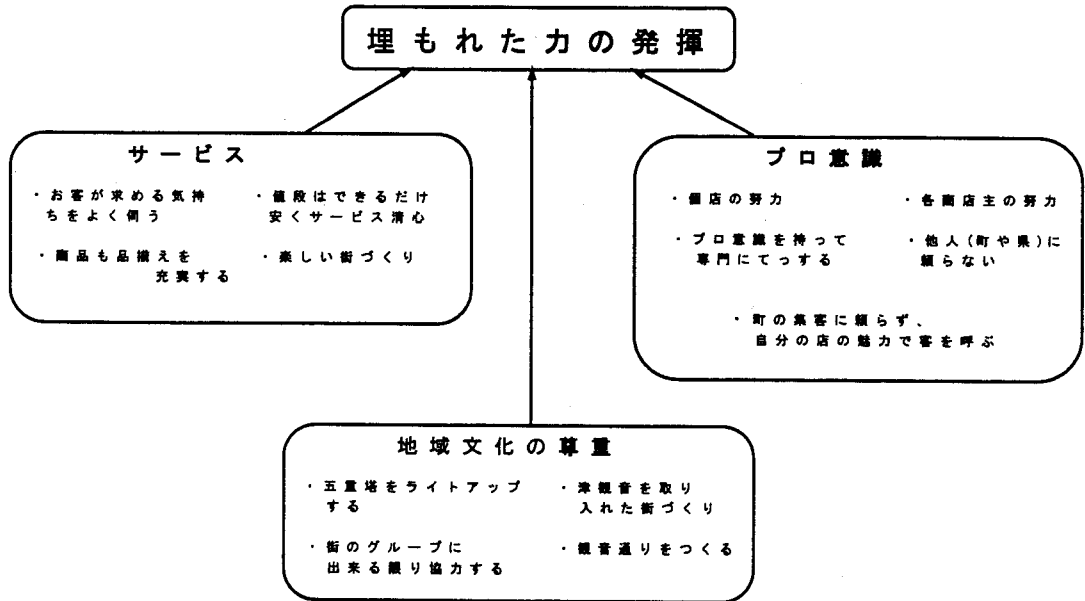 埋もれた力の発揮
サービス
・お客が求める気持
ちをよく伺う
・商品も品揃えを
充実する
・値段はできるだけ
安くサービス清心
・楽しい街づくり
プロ意識
・個店の努力
・各商店主の努力
・プロ意識を持って
専門にてっする
・他人(町や県)に
頼らない
・町の集客に頼らず、
自分の店の魅力で客を呼ぶ
地域文化の尊重
・五重塔をライトアップ
する
・津観音を取り
入れた街づくり
・街のグループに
出来る限り協力する
・観音通りをつくる